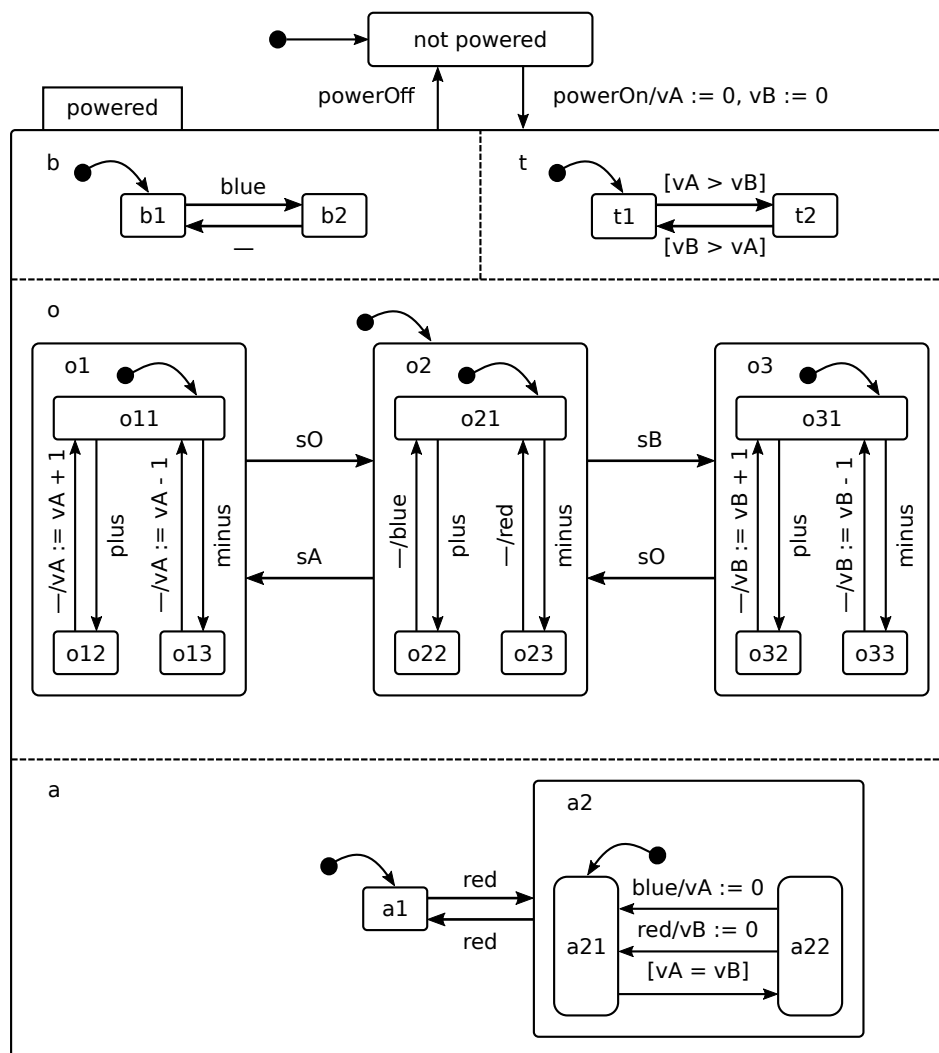 not powered
powerOff
powerOn/vA := 0, vB := 0
powered
b
blue
b1
b2
—
t
[vA > vB]
t1
t2
[vB > vA]
o
o1
o11
—/vA := vA + 1
plus
—/vA := vA - 1
minus
o12
o13
sO
sA
o2
o21
—/blue
plus
—/red
minus
o22
o23
sB
sO
o3
o31
—/vB := vB + 1
plus
—/vB := vB - 1
minus
o32
o33
a
a1
red
red
a2
a21
blue/vA := 0
red/vB := 0
[vA = vB]
a22